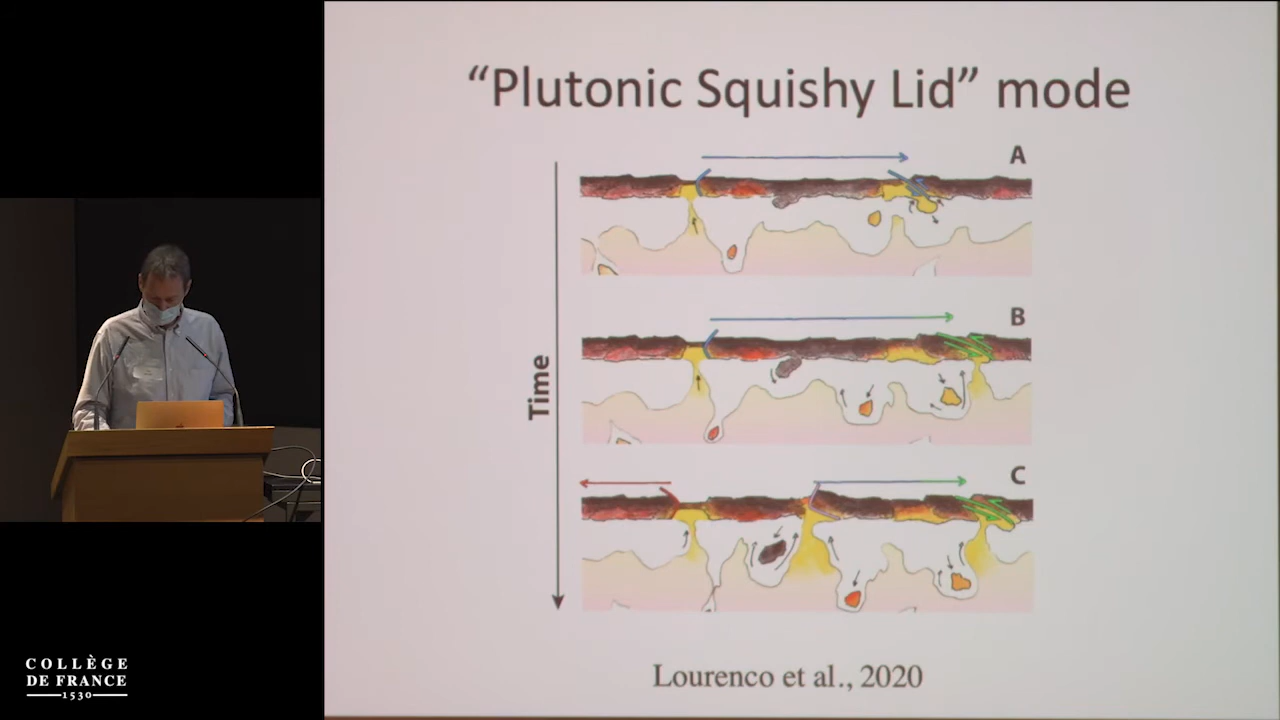 “Plutonic Squishy Lid” mode
A
B
Time
C
Lourenco et al., 2020
COLLÈGE
DE FRANCE
1530